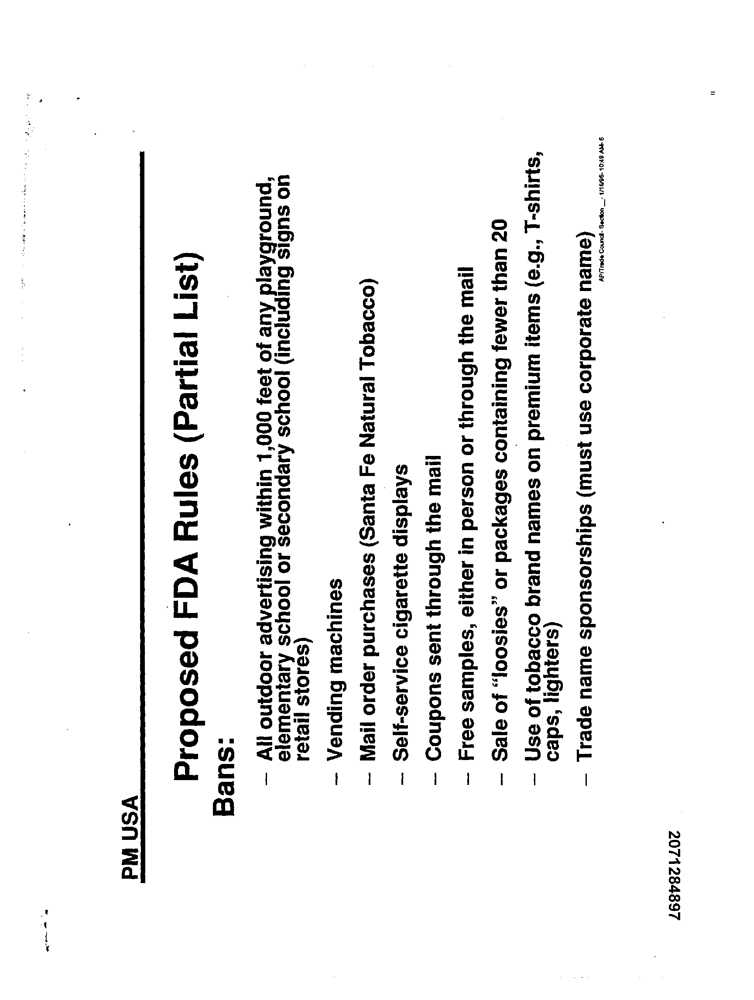 PM USA
Proposed FDA Rules (Partial List)
Bans:
– All outdoor advertising within 1,000 feet of any playground,
elementary school or secondary school (including signs on
retail stores)
– Vending machines
– Mail order purchases (Santa Fe Natural Tobacco)
– Self-service cigarette displays
– Coupons sent through the mail
– Free samples, either in person or through the mail
– Sale of “loosies” or packages containing fewer than 20
– Use of tobacco brand names on premium items (e.g., T-shirts,
caps, lighters)
– Trade name sponsorships (must use corporate name)
2071284897